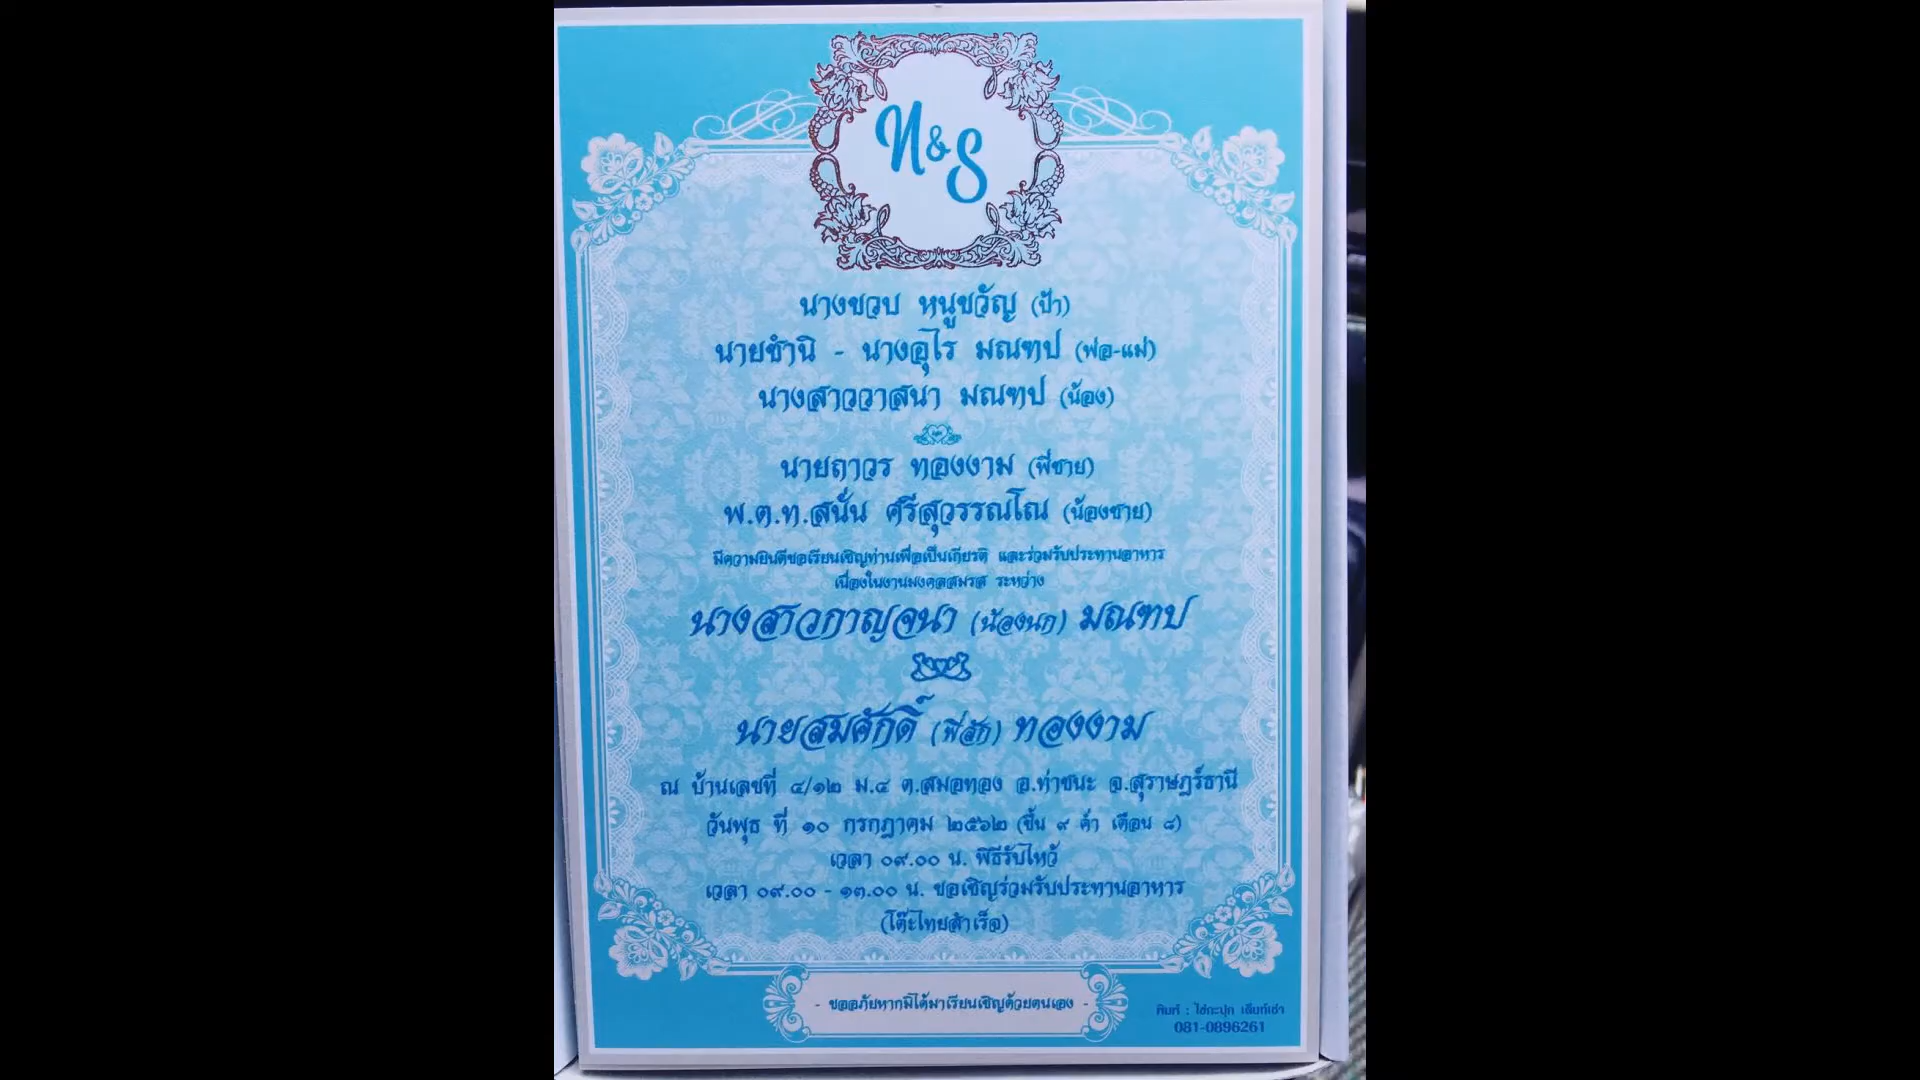 N&S
นางชวบ หนูขวัญ (ป้า)
นายชำนิ - นางอุไร มณฑป (พ่อ-แม่)
นางสาววาสนา มณฑป (น้อง)
นายถาวร ทองงาม (พี่ชาย)
พ.ต.ท.สนั่น ศรีสุวรรณโณ (น้องชาย)
มีความยินดีขอเรียนเชิญท่านเพื่อเป็นเกียรติ และร่วมรับประทานอาหาร
เนื่องในงานมงคลสมรส ระหว่าง
นางสาวกาญจนา (น้องนก) มณฑป
นายสมศักดิ์ (พี่สัก) ทองงาม
ณ บ้านเลขที่ ๔/๑๒ ม.๔ ต.สมอทอง อ.ท่าชนะ จ.สุราษฎร์ธานี
วันพุธ ที่ ๑๐ กรกฎาคม ๒๕๖๒ (ขึ้น ๙ ค่ำ เดือน ๘)
เวลา ๐๙.๐๐ น. พิธีรับไหว้
เวลา ๐๙.๐๐ - ๑๓.๐๐ น. ขอเชิญร่วมรับประทานอาหาร
(โต๊ะไทยสำเร็จ)
- ขออภัยหากมิได้มาเรียนเชิญด้วยตนเอง -
พิมพ์ : ไข่กะปุก เต็นท์เช่า
081-0896261